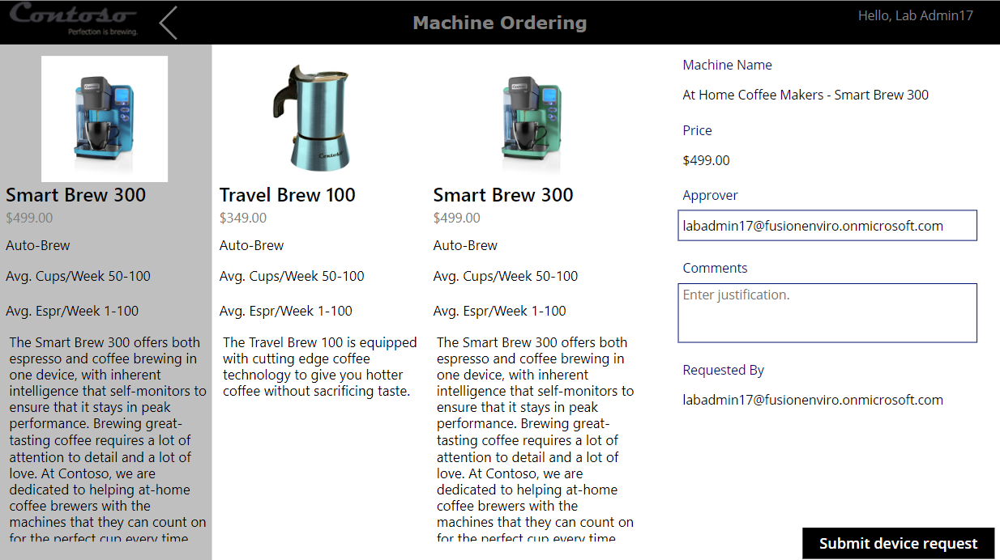 Contoso
Perfection is brewing.
Machine Ordering
Hello, Lab Admin17
Smart Brew 300
$499.00
Auto-Brew
Avg. Cups/Week 50-100
Avg. Espr/Week 1-100
The Smart Brew 300 offers both
espresso and coffee brewing in
one device, with inherent
intelligence that self-monitors to
ensure that it stays in peak
performance. Brewing great-
tasting coffee requires a lot of
attention to detail and a lot of
love. At Contoso, we are
dedicated to helping at-home
coffee brewers with the
machines that they can count on
for the perfect cup every time
Travel Brew 100
$349.00
Auto-Brew
Avg. Cups/Week 50-100
Avg. Espr/Week 1-100
The Travel Brew 100 is equipped
with cutting edge coffee
technology to give you hotter
coffee without sacrificing taste.
Contoso
Smart Brew 300
$499.00
Auto-Brew
Avg. Cups/Week 50-100
Avg. Espr/Week 1-100
The Smart Brew 300 offers both
espresso and coffee brewing in
one device, with inherent
intelligence that self-monitors to
ensure that it stays in peak
performance. Brewing great-
tasting coffee requires a lot of
attention to detail and a lot of
love. At Contoso, we are
dedicated to helping at-home
coffee brewers with the
machines that they can count on
for the perfect cup every time
Machine Name
At Home Coffee Makers - Smart Brew 300
Price
$499.00
Approver
labadmin17@fusionenviro.onmicrosoft.com
Comments
Enter justification.
Requested By
labadmin17@fusionenviro.onmicrosoft.com
Submit device request